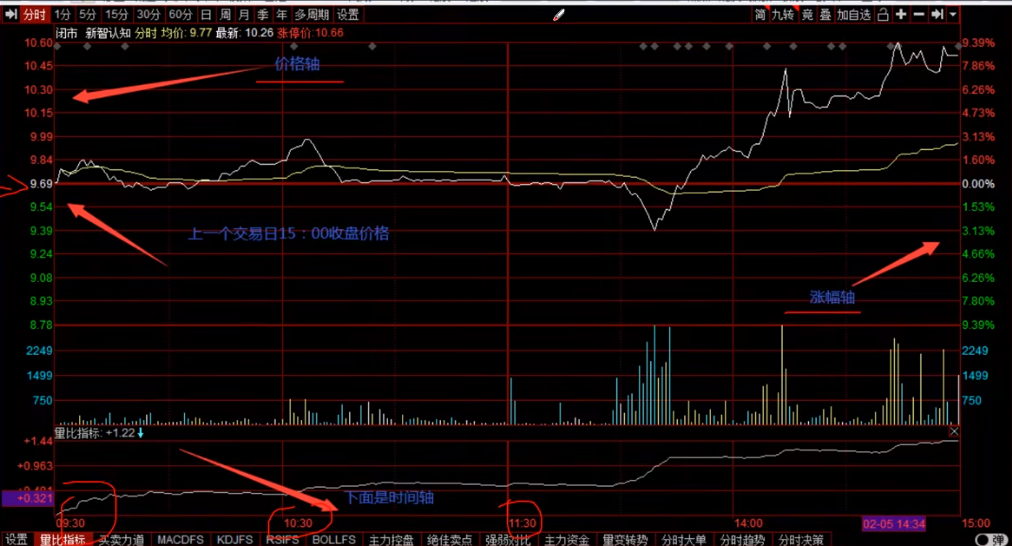 分时 1分 5分 15分 30分 60分 日 周 月 季 年 多周期 设置 简 九转 竞 叠 加自选
闭市 新智认知 分时 均价: 9.77 最新: 10.26 涨停价: 10.66
10.60 9.39%
价格轴
10.45 7.86%
10.30 6.26%
10.15 4.73%
9.99 3.13%
9.84 1.60%
9.69 0.00%
9.54 1.53%
上一个交易日15：00收盘价格
9.39 3.13%
9.24 4.66%
9.08 6.26%
涨幅轴
8.93 7.80%
8.78 9.39%
2249 2249
1499 1499
750 750
量比指标: +1.22
+1.44
+0.963
+0.321
下面是时间轴
09:30 10:30 11:30 14:00 02-05 14:34 15:00
设置 量比指标 买卖力道 MACDFS KDJFS RSIFS BOLLFS 主力控盘 绝佳卖点 强弱对比 主力资金 量变转势 分时大单 分时趋势 分时决策 弹